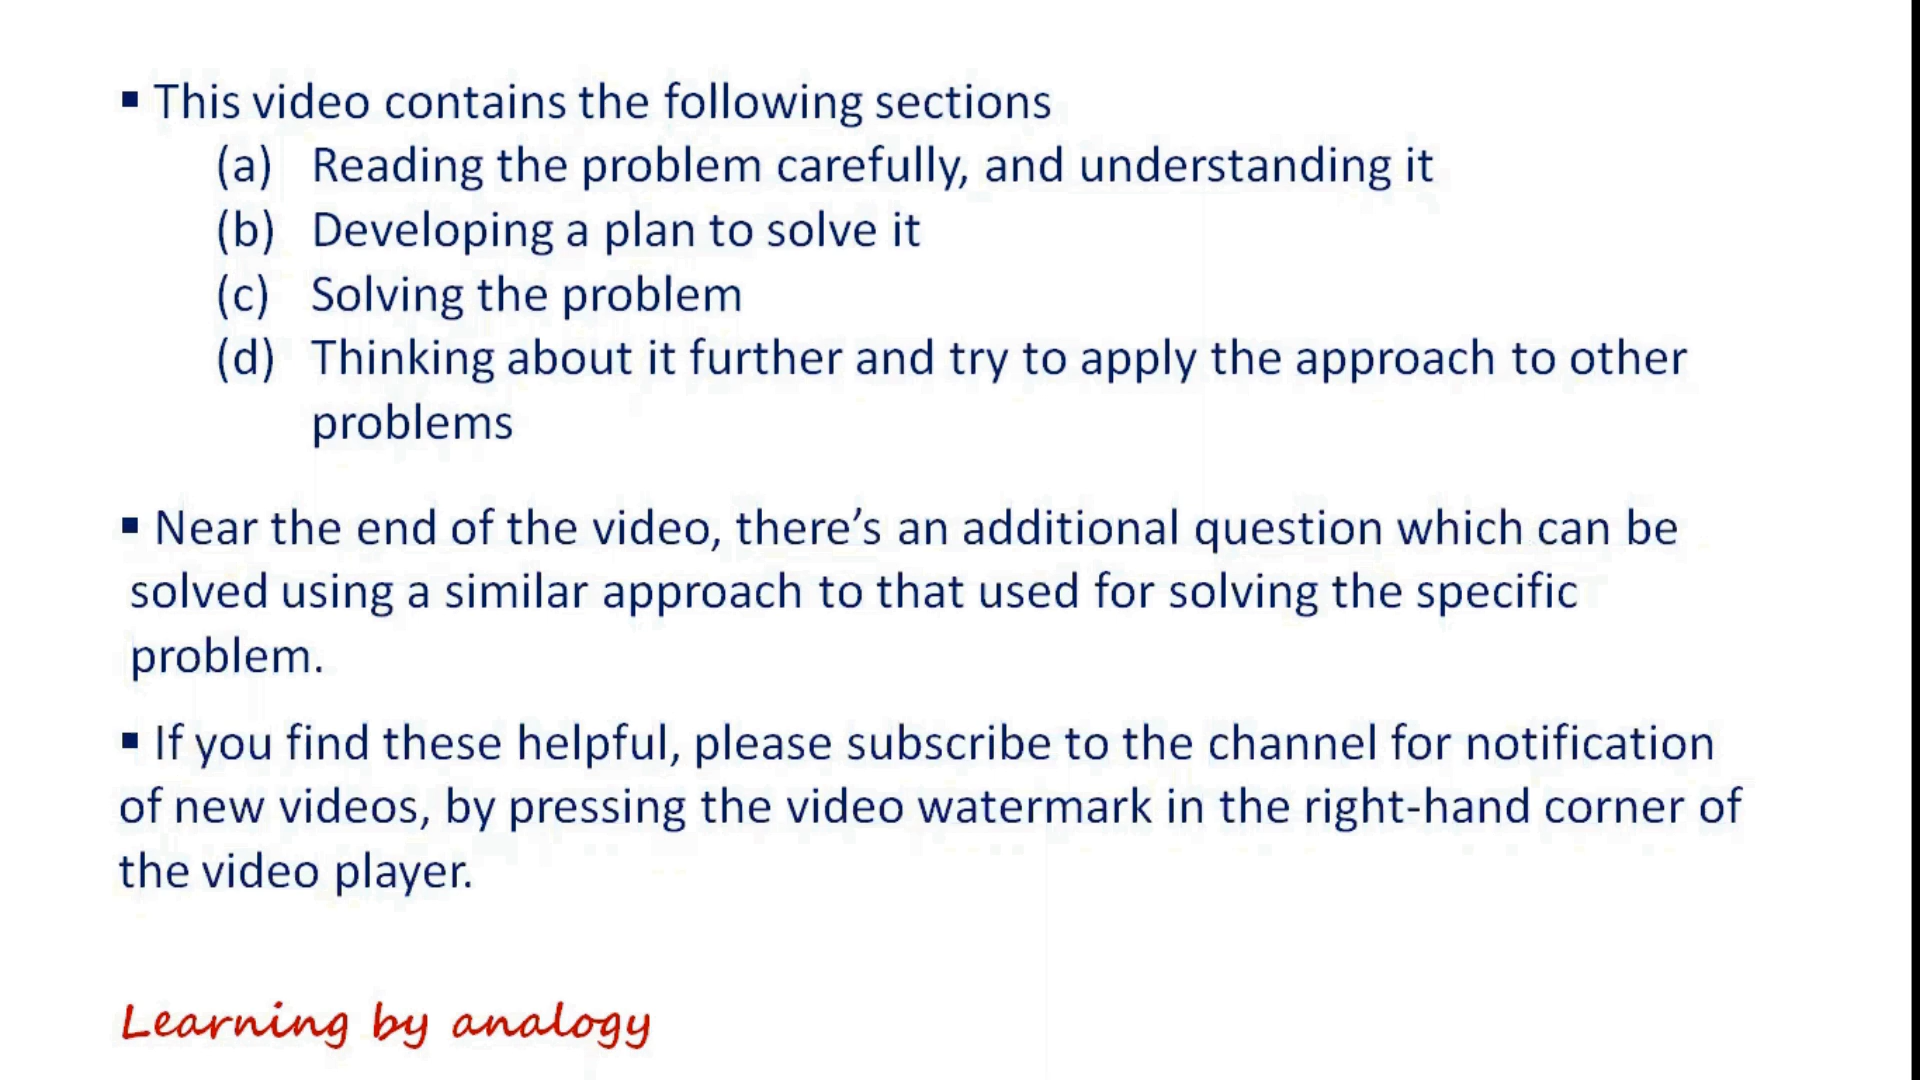 ▪ This video contains the following sections
(a) Reading the problem carefully, and understanding it
(b) Developing a plan to solve it
(c) Solving the problem
(d) Thinking about it further and try to apply the approach to other
problems
▪ Near the end of the video, there’s an additional question which can be
solved using a similar approach to that used for solving the specific
problem.
▪ If you find these helpful, please subscribe to the channel for notification
of new videos, by pressing the video watermark in the right-hand corner of
the video player.
Learning by analogy